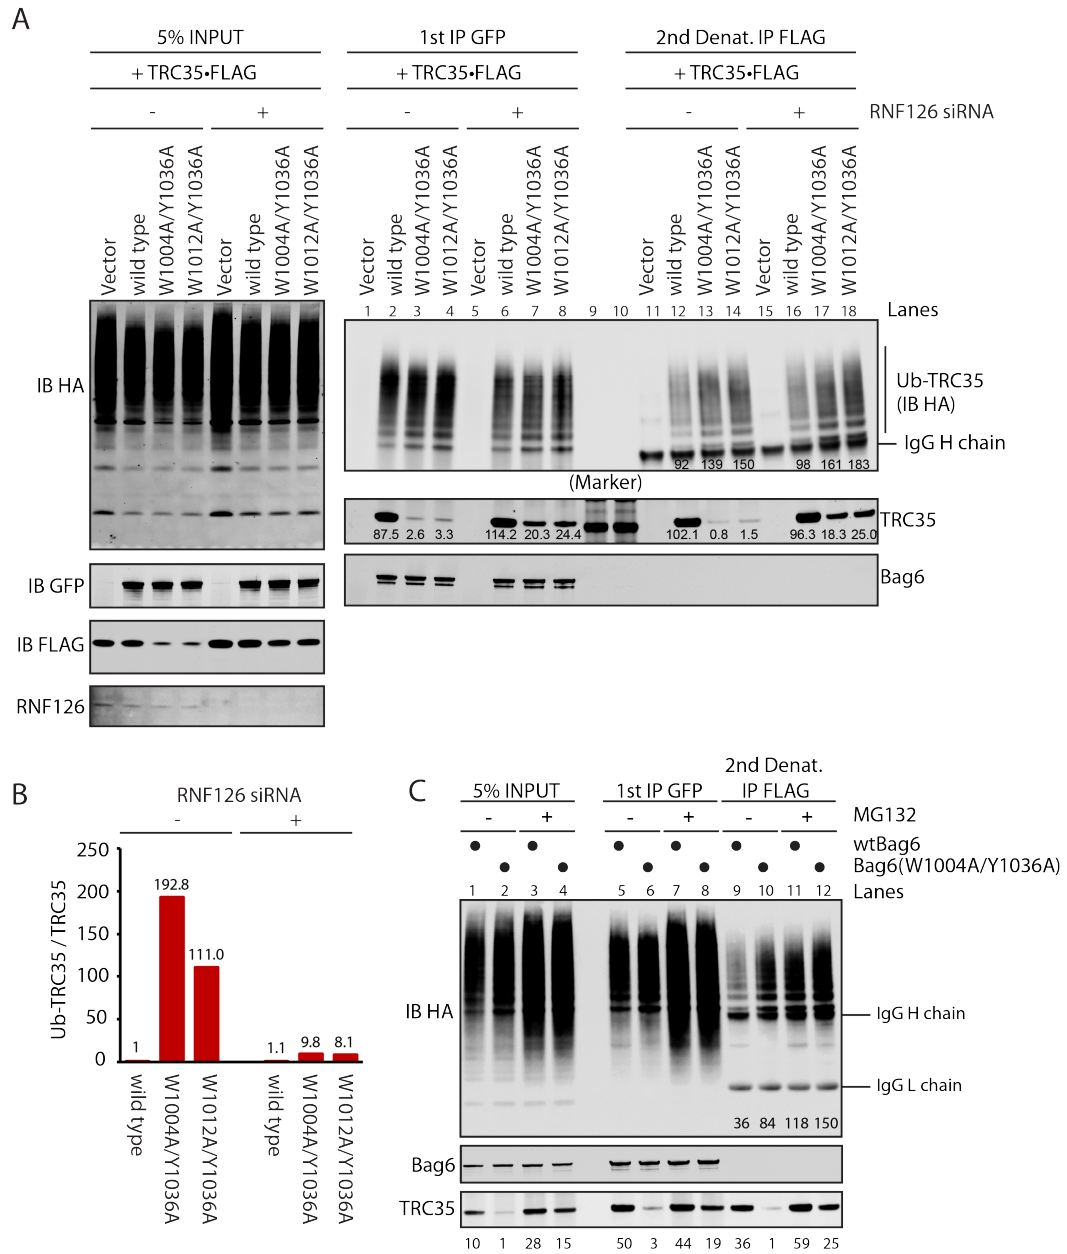 A
5% INPUT
1st IP GFP
2nd Denat. IP FLAG
+ TRC35•FLAG
+ TRC35•FLAG
+ TRC35•FLAG
- + - + - + RNF126 siRNA
Vector
wild type
W1004A/Y1036A
W1012A/Y1036A
Vector
wild type
W1004A/Y1036A
W1012A/Y1036A
Vector
wild type
W1004A/Y1036A
W1012A/Y1036A
Vector
wild type
W1004A/Y1036A
W1012A/Y1036A
Vector
wild type
W1004A/Y1036A
W1012A/Y1036A
Vector
wild type
W1004A/Y1036A
W1012A/Y1036A
1 2 3 4 5 6 7 8 9 10 11 12 13 14 15 16 17 18 Lanes
IB HA
Ub-TRC35
(IB HA)
IgG H chain
92 139 150 98 161 183
(Marker)
TRC35
87.5 2.6 3.3 114.2 20.3 24.4 102.1 0.8 1.5 96.3 18.3 25.0
Bag6
IB GFP
IB FLAG
RNF126
B
RNF126 siRNA
- +
Ub-TRC35 / TRC35
250
200
150
100
50
0
1 192.8 111.0 1.1 9.8 8.1
wild type
W1004A/Y1036A
W1012A/Y1036A
wild type
W1004A/Y1036A
W1012A/Y1036A
C
5% INPUT
1st IP GFP
2nd Denat.
IP FLAG
- + - + - + MG132
wtBag6
Bag6(W1004A/Y1036A)
1 2 3 4 5 6 7 8 9 10 11 12 Lanes
IB HA
IgG H chain
IgG L chain
36 84 118 150
Bag6
TRC35
10 1 28 15 50 3 44 19 36 1 59 25